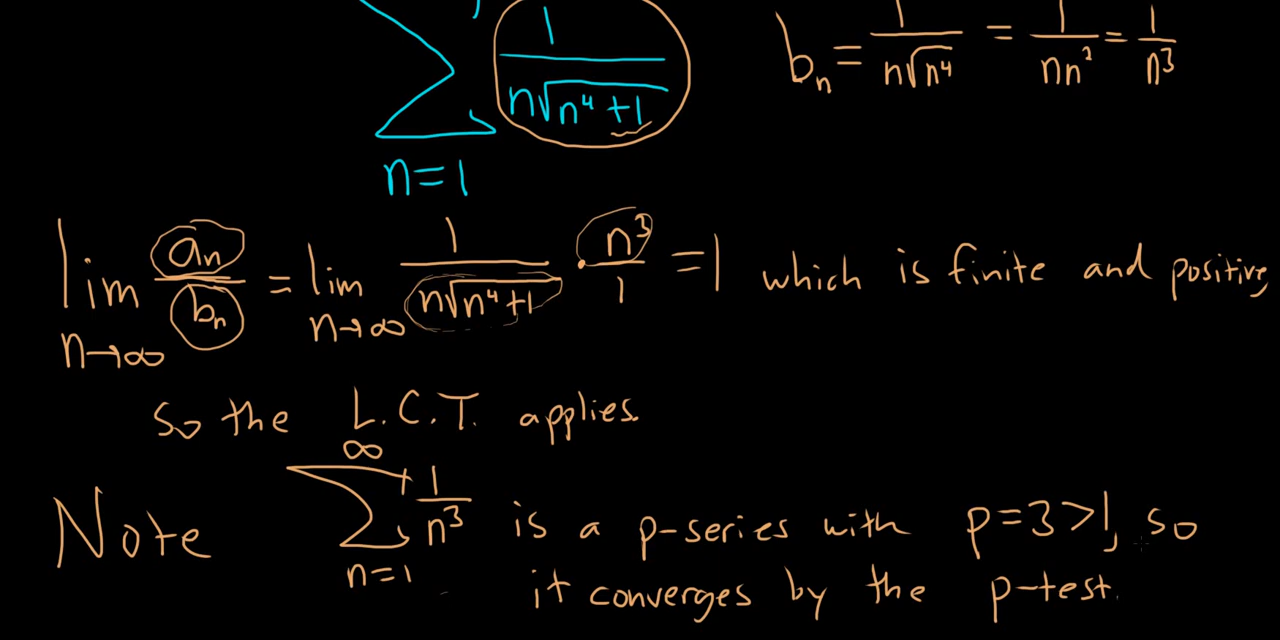 ∑ n=1 1/(n√(n⁴+1))
bₙ = 1/(n√n⁴) = 1/(nn²) = 1/n³
lim n→∞ aₙ/bₙ = lim n→∞ 1/(n√(n⁴+1)) · n³/1 = 1 which is finite and positive,
so the L.C.T. applies.
Note ∑ n=1 ∞ 1/n³ is a p-series with p=3>1, so
it converges by the p-test.